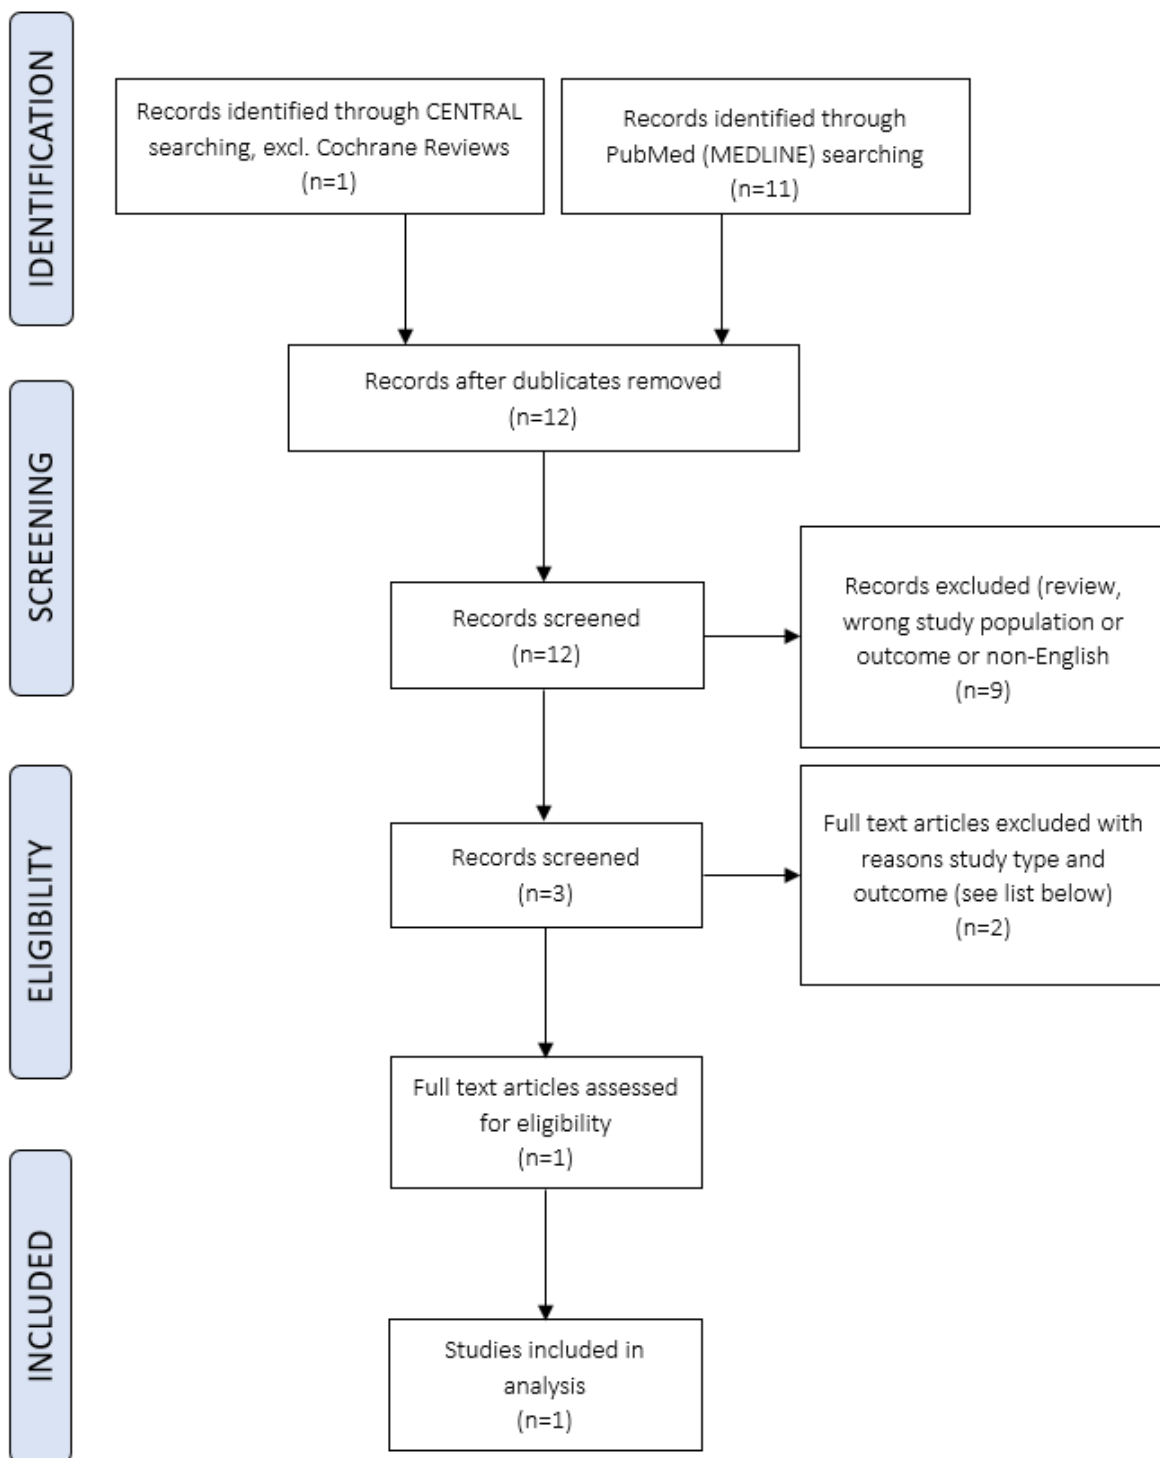 IDENTIFICATION
Records identified through CENTRAL
searching, excl. Cochrane Reviews
(n=1)
Records identified through
PubMed (MEDLINE) searching
(n=11)
Records after dublicates removed
(n=12)
SCREENING
Records screened
(n=12)
Records excluded (review,
wrong study population or
outcome or non-English
(n=9)
ELIGIBILITY
Records screened
(n=3)
Full text articles excluded with
reasons study type and
outcome (see list below)
(n=2)
Full text articles assessed
for eligibility
(n=1)
INCLUDED
Studies included in
analysis
(n=1)